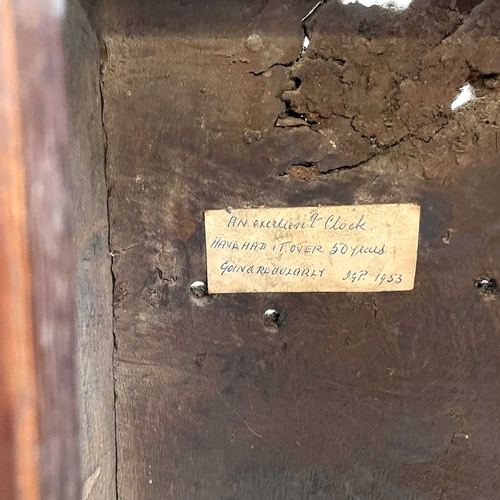 AN excellent Clock
HAVE HAD IT OVER 50 years
GOING REGULARLY J.G.P. 1953